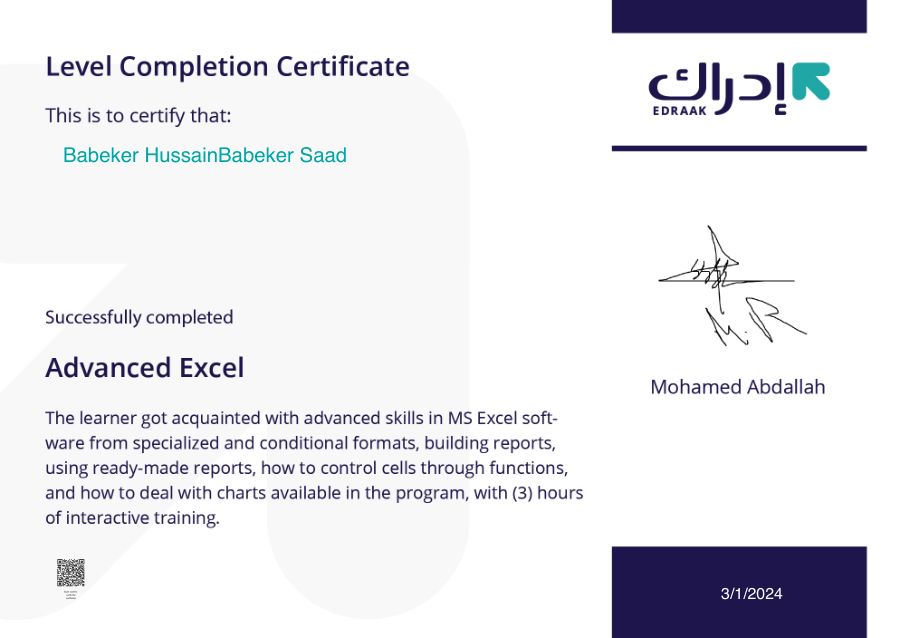 Level Completion Certificate
This is to certify that:
Babeker HussainBabeker Saad
Successfully completed
Advanced Excel
The learner got acquainted with advanced skills in MS Excel soft-
ware from specialized and conditional formats, building reports,
using ready-made reports, how to control cells through functions,
and how to deal with charts available in the program, with (3) hours
of interactive training.
إدراك
EDRAAK
M.R
Mohamed Abdallah
3/1/2024